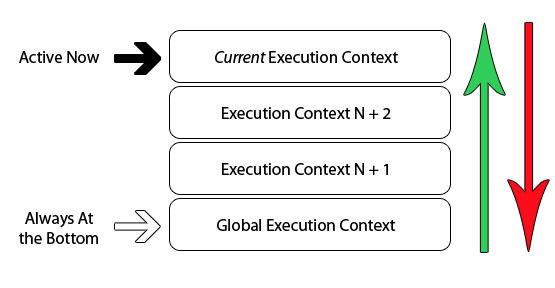 Active Now
Current Execution Context
Execution Context N + 2
Execution Context N + 1
Always At
the Bottom
Global Execution Context